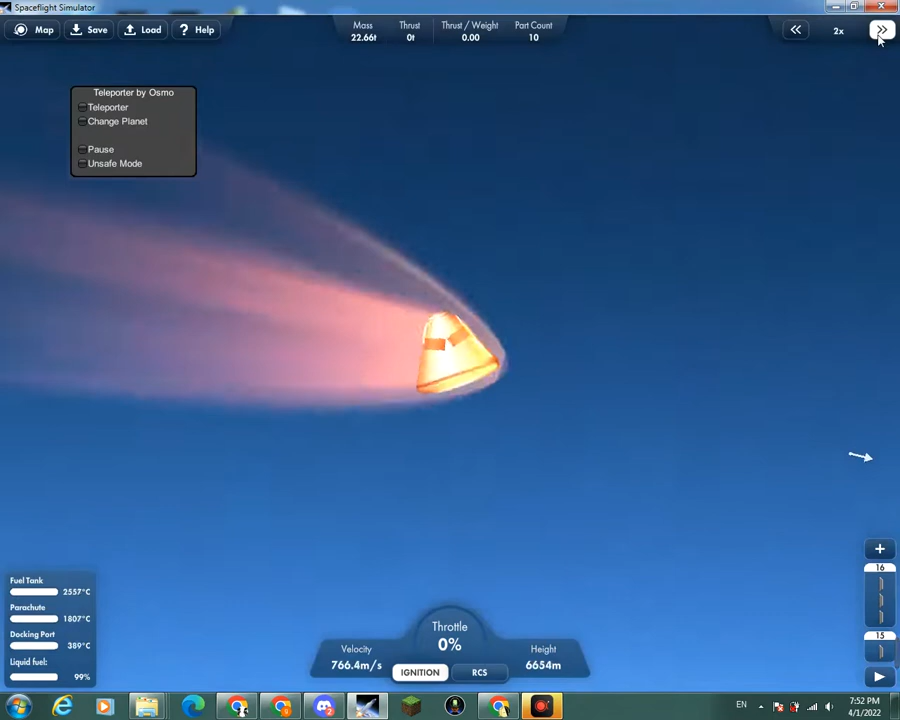 Spaceflight Simulator
Map Save Load Help
Mass Thrust Thrust / Weight Part Count
22.66t 0t 0.00 10
2x
Teleporter by Osmo
Teleporter
Change Planet
Pause
Unsafe Mode
Fuel Tank
2557°C
Parachute
1807°C
Docking Port
389°C
Liquid fuel:
99%
Throttle
0%
Velocity
766.4m/s
IGNITION RCS
Height
6654m
16
15
EN
7:52 PM
4/1/2022